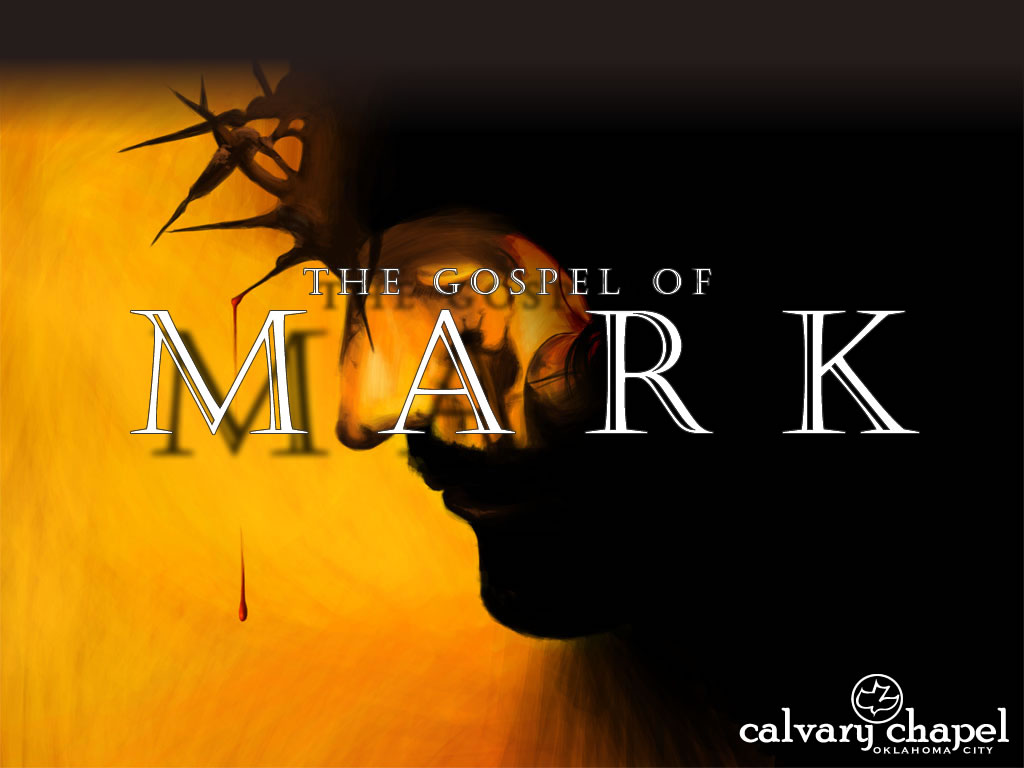 THE GOSPEL OF
MARK
calvary chapel
OKLAHOMA CITY